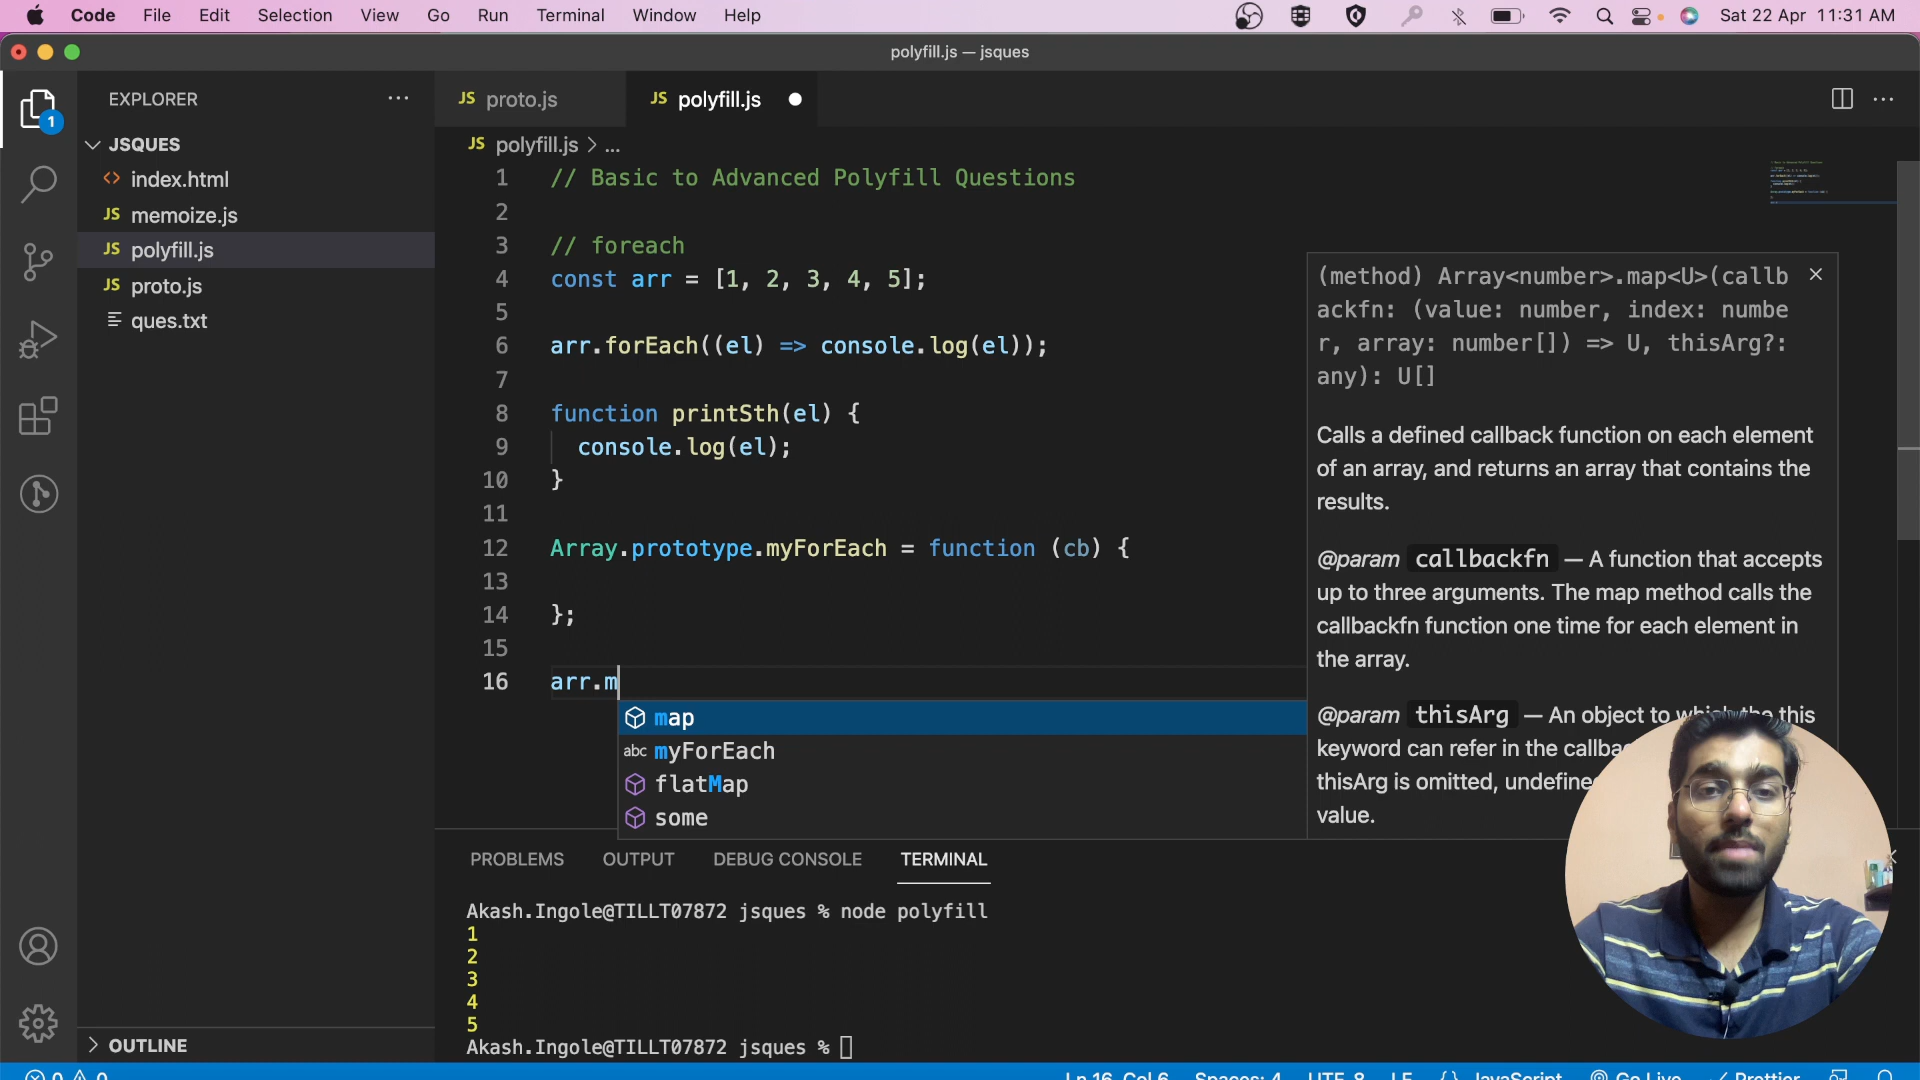 Code File Edit Selection View Go Run Terminal Window Help Sat 22 Apr 11:31 AM
polyfill.js — jsques
EXPLORER
1
JSQUES
index.html
JS memoize.js
JS polyfill.js
JS proto.js
ques.txt
OUTLINE
JS proto.js JS polyfill.js
JS polyfill.js > ...
1 // Basic to Advanced Polyfill Questions
2
3 // foreach
4 const arr = [1, 2, 3, 4, 5];
5
6 arr.forEach((el) => console.log(el));
7
8 function printSth(el) {
9 console.log(el);
10 }
11
12 Array.prototype.myForEach = function (cb) {
13
14 };
15
16 arr.m
map
abc myForEach
flatMap
some
(method) Array<number>.map<U>(callb
ackfn: (value: number, index: numbe
r, array: number[]) => U, thisArg?:
any): U[]
Calls a defined callback function on each element
of an array, and returns an array that contains the
results.
@param callbackfn — A function that accepts
up to three arguments. The map method calls the
callbackfn function one time for each element in
the array.
@param thisArg — An object to which the this
keyword can refer in the
thisArg is omitted,
value.
PROBLEMS OUTPUT DEBUG CONSOLE TERMINAL
Akash.Ingole@TILLT07872 jsques % node polyfill
1
2
3
4
5
Akash.Ingole@TILLT07872 jsques %
0 0 Ln 16, Col 6 Spaces: 4 UTF-8 LF {} JavaScript Go Live Prettier